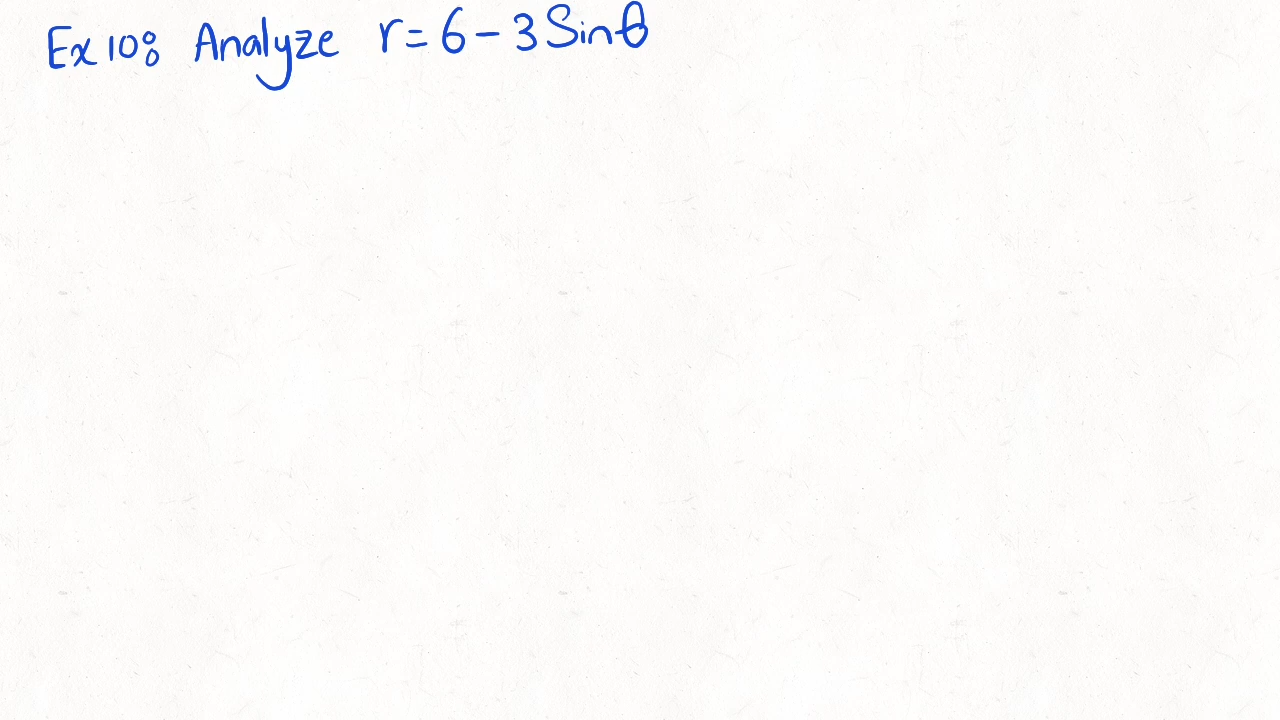 Ex 10: Analyze r = 6 - 3 Sinθ